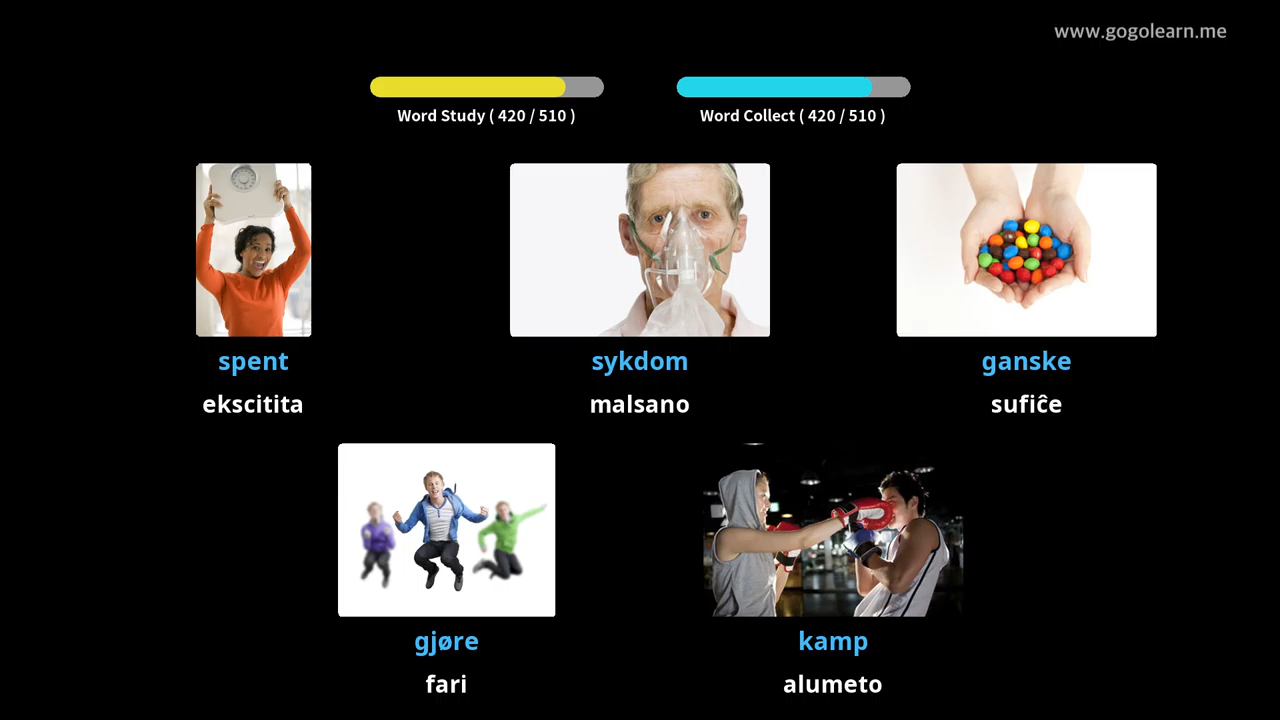 www.gogolearn.me
Word Study ( 420 / 510 )
Word Collect ( 420 / 510 )
spent
ekscitita
sykdom
malsano
ganske
sufiĉe
gjøre
fari
kamp
alumeto